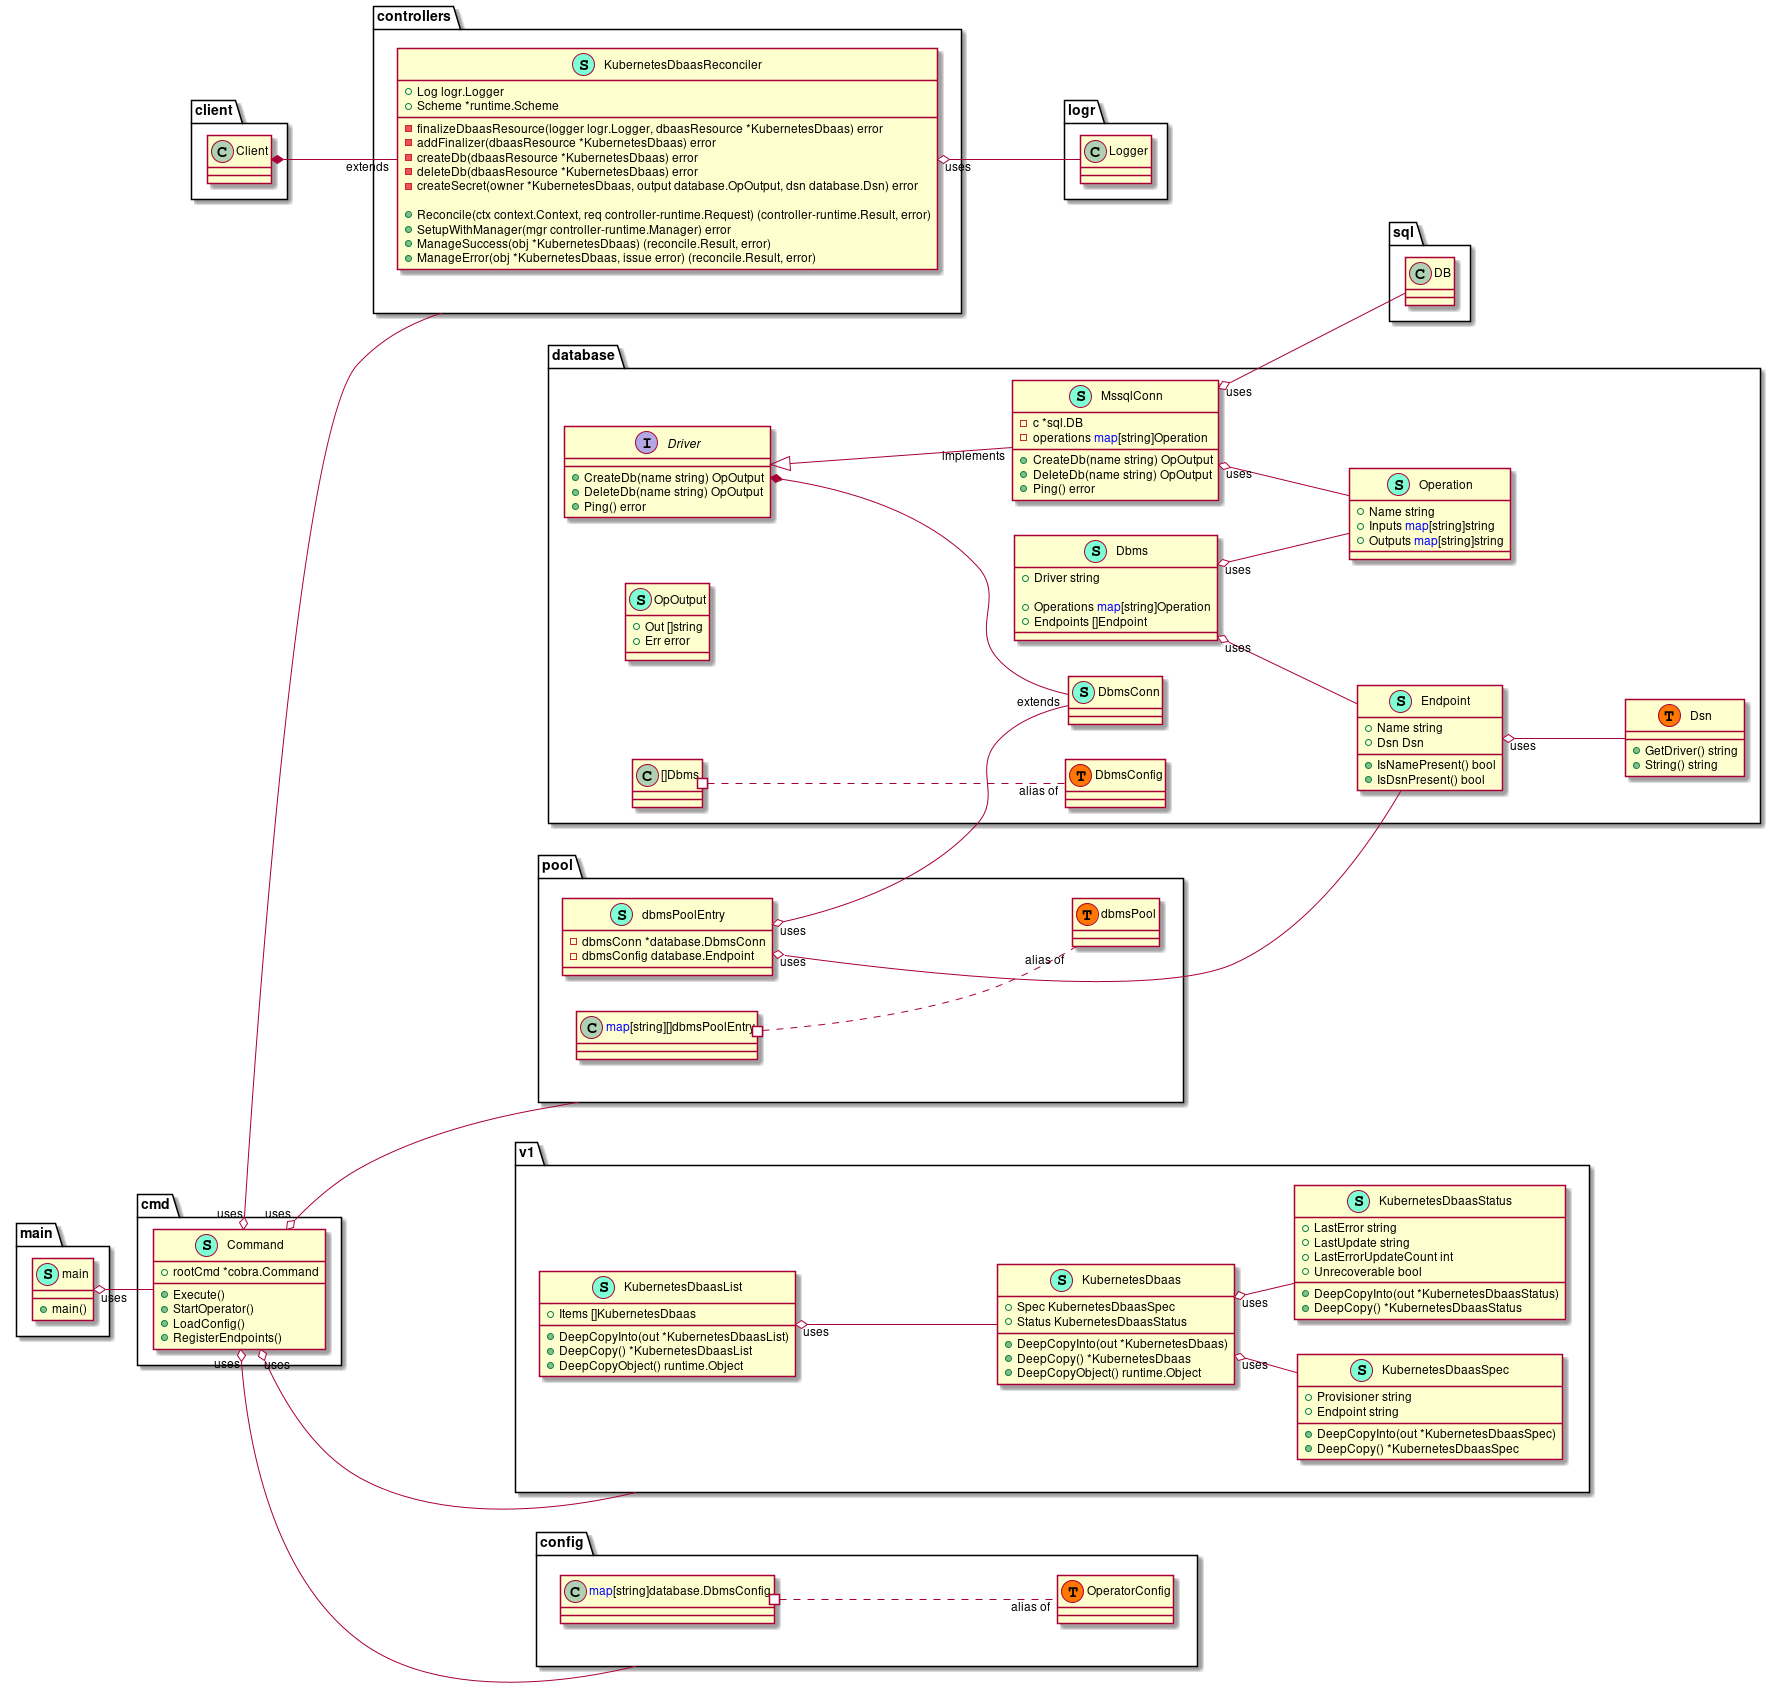 controllers
S KubernetesDbaasReconciler
Log logr.Logger
Scheme *runtime.Scheme
finalizeDbaasResource(logger logr.Logger, dbaasResource *KubernetesDbaas) error
addFinalizer(dbaasResource *KubernetesDbaas) error
createDb(dbaasResource *KubernetesDbaas) error
deleteDb(dbaasResource *KubernetesDbaas) error
createSecret(owner *KubernetesDbaas, output database.OpOutput, dsn database.Dsn) error
Reconcile(ctx context.Context, req controller-runtime.Request) (controller-runtime.Result, error)
SetupWithManager(mgr controller-runtime.Manager) error
ManageSuccess(obj *KubernetesDbaas) (reconcile.Result, error)
ManageError(obj *KubernetesDbaas, issue error) (reconcile.Result, error)
client
C Client
extends
uses
logr
C Logger
sql
C DB
database
uses
S MssqlConn
c *sql.DB
operations map[string]Operation
CreateDb(name string) OpOutput
DeleteDb(name string) OpOutput
Ping() error
I Driver
CreateDb(name string) OpOutput
DeleteDb(name string) OpOutput
Ping() error
implements
uses
S Operation
Name string
Inputs map[string]string
Outputs map[string]string
S Dbms
Driver string
Operations map[string]Operation
Endpoints []Endpoint
uses
uses
S OpOutput
Out []string
Err error
S DbmsConn
extends
S Endpoint
Name string
Dsn Dsn
IsNamePresent() bool
IsDsnPresent() bool
uses
T Dsn
GetDriver() string
String() string
C []Dbms
alias of
T DbmsConfig
pool
S dbmsPoolEntry
dbmsConn *database.DbmsConn
dbmsConfig database.Endpoint
uses
uses
T dbmsPool
alias of
C map[string][]dbmsPoolEntry
v1
S KubernetesDbaasStatus
LastError string
LastUpdate string
LastErrorUpdateCount int
Unrecoverable bool
DeepCopyInto(out *KubernetesDbaasStatus)
DeepCopy() *KubernetesDbaasStatus
S KubernetesDbaasList
Items []KubernetesDbaas
DeepCopyInto(out *KubernetesDbaasList)
DeepCopy() *KubernetesDbaasList
DeepCopyObject() runtime.Object
uses
S KubernetesDbaas
Spec KubernetesDbaasSpec
Status KubernetesDbaasStatus
DeepCopyInto(out *KubernetesDbaas)
DeepCopy() *KubernetesDbaas
DeepCopyObject() runtime.Object
uses
uses
S KubernetesDbaasSpec
Provisioner string
Endpoint string
DeepCopyInto(out *KubernetesDbaasSpec)
DeepCopy() *KubernetesDbaasSpec
main
S main
main()
uses
cmd
uses
uses
S Command
rootCmd *cobra.Command
Execute()
StartOperator()
LoadConfig()
RegisterEndpoints()
uses
uses
config
C map[string]database.DbmsConfig
alias of
T OperatorConfig